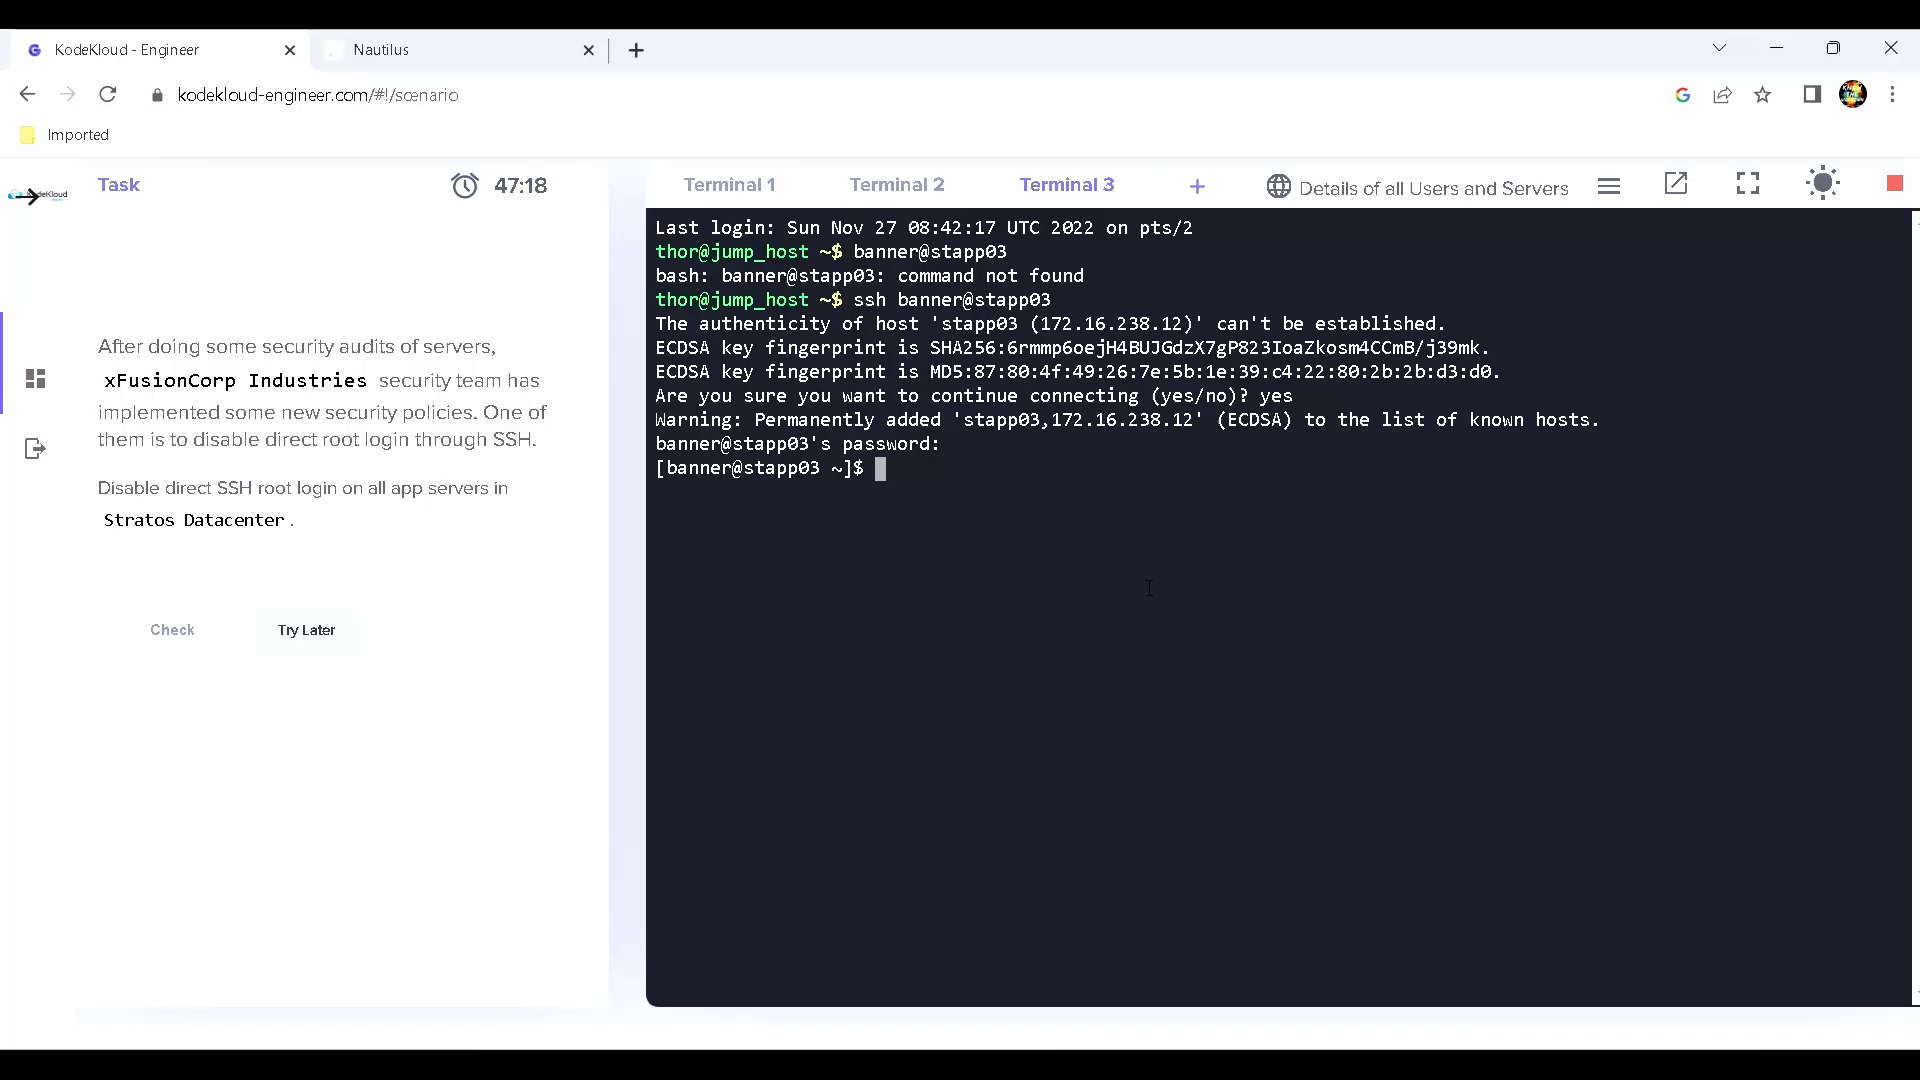 KodeKloud - Engineer
Nautilus
kodekloud-engineer.com/#!/scenario
Imported
Task
47:18
Terminal 1
Terminal 2
Terminal 3
Details of all Users and Servers
After doing some security audits of servers,
xFusionCorp Industries security team has
implemented some new security policies. One of
them is to disable direct root login through SSH.
Disable direct SSH root login on all app servers in
Stratos Datacenter .
Check
Try Later
Last login: Sun Nov 27 08:42:17 UTC 2022 on pts/2
thor@jump_host ~$ banner@stapp03
bash: banner@stapp03: command not found
thor@jump_host ~$ ssh banner@stapp03
The authenticity of host 'stapp03 (172.16.238.12)' can't be established.
ECDSA key fingerprint is SHA256:6rmmp6oejH4BUJGdzX7gP823IoaZkosm4CCmB/j39mk.
ECDSA key fingerprint is MD5:87:80:4f:49:26:7e:5b:1e:39:c4:22:80:2b:2b:d3:d0.
Are you sure you want to continue connecting (yes/no)? yes
Warning: Permanently added 'stapp03,172.16.238.12' (ECDSA) to the list of known hosts.
banner@stapp03's password:
[banner@stapp03 ~]$